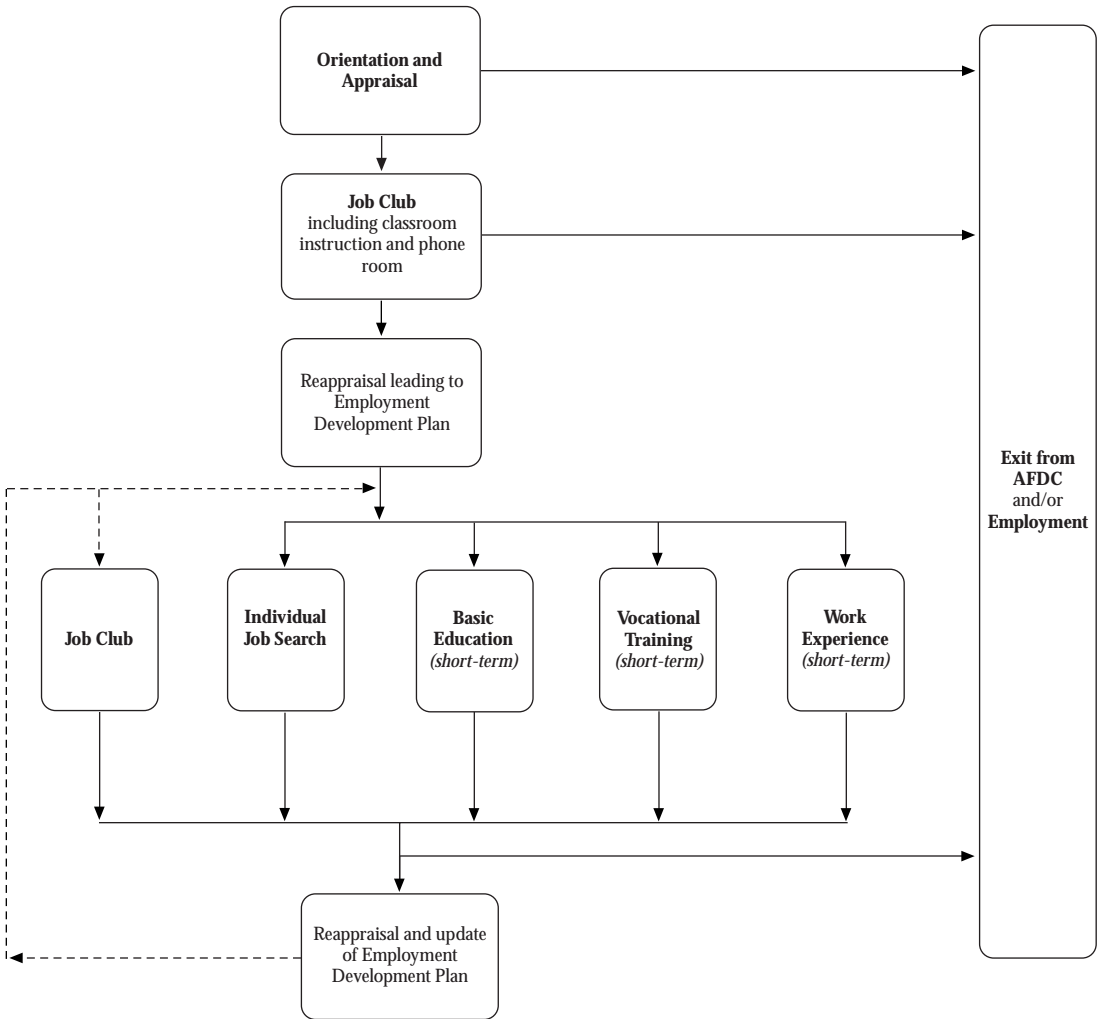 Orientation and
Appraisal
Job Club
including classroom
instruction and phone
room
Reappraisal leading to
Employment
Development Plan
Exit from
AFDC
and/or
Employment
Job Club
Individual
Job Search
Basic
Education
(short-term)
Vocational
Training
(short-term)
Work
Experience
(short-term)
Reappraisal and update
of Employment
Development Plan